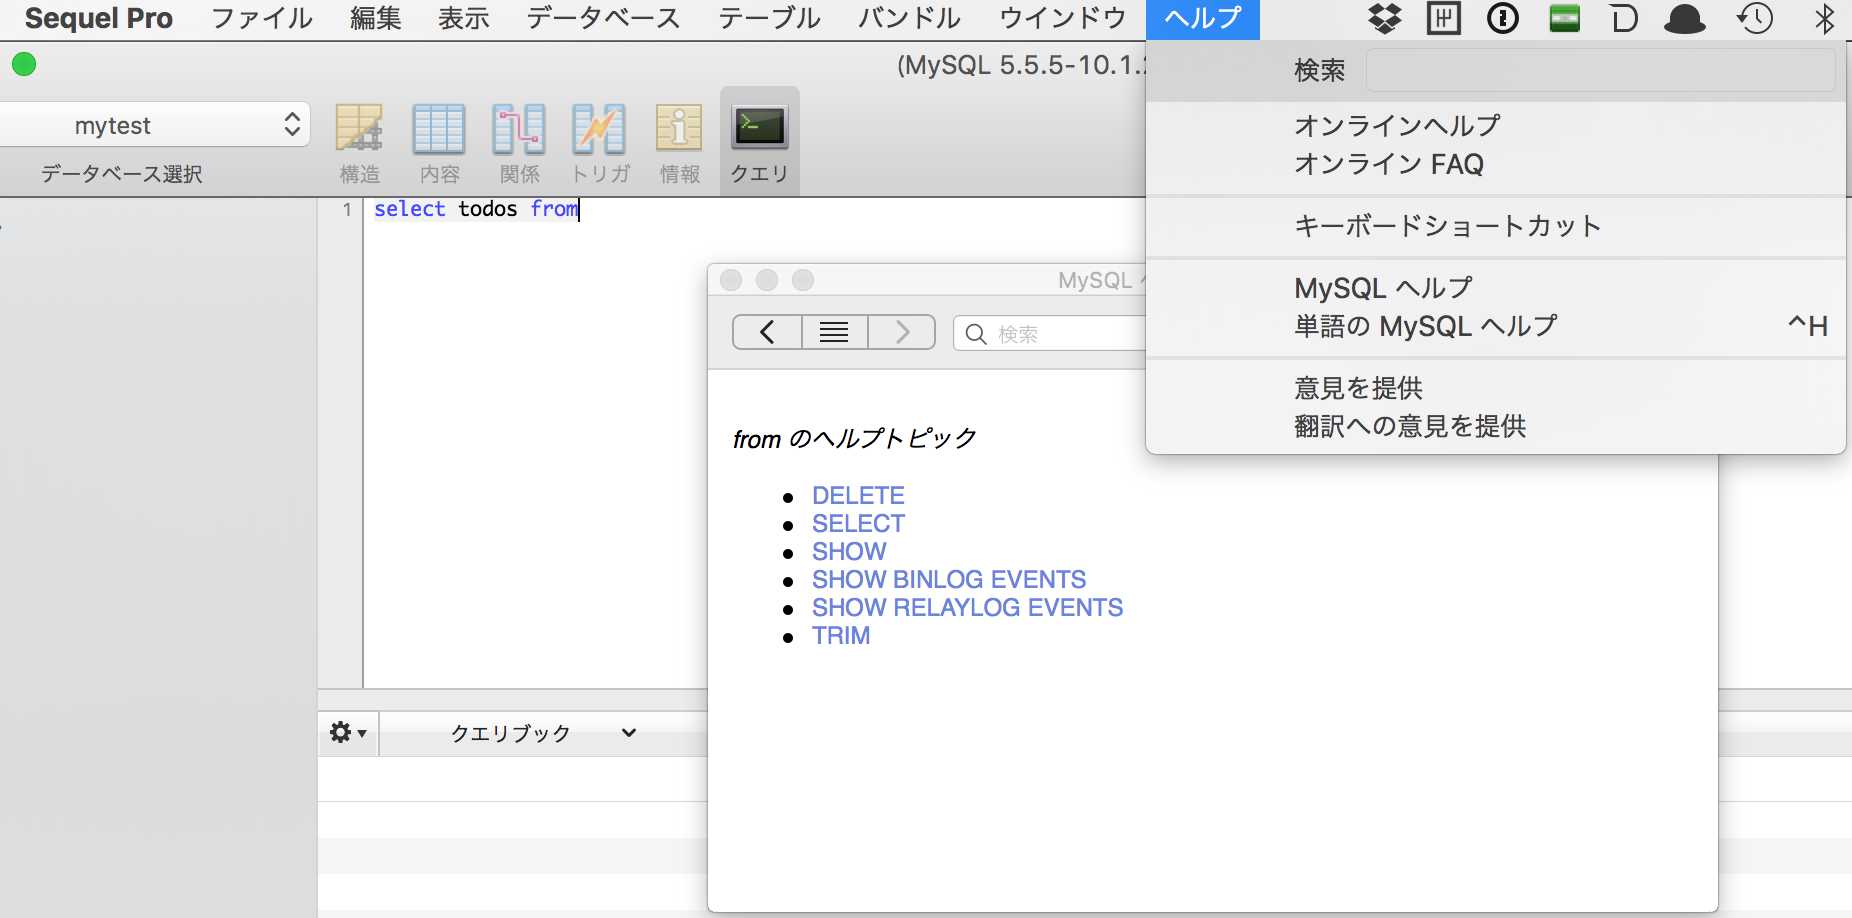 Sequel Pro ファイル 編集 表示 データベース テーブル バンドル ウインドウ ヘルプ
(MySQL 5.5.5-10.1.2
mytest
データベース選択
構造 内容 関係 トリガ 情報 クエリ
1 select todos from
検索
オンラインヘルプ
オンライン FAQ
キーボードショートカット
MySQL ヘルプ
単語の MySQL ヘルプ ^H
意見を提供
翻訳への意見を提供
MySQL
検索
from のヘルプトピック
DELETE
SELECT
SHOW
SHOW BINLOG EVENTS
SHOW RELAYLOG EVENTS
TRIM
クエリブック